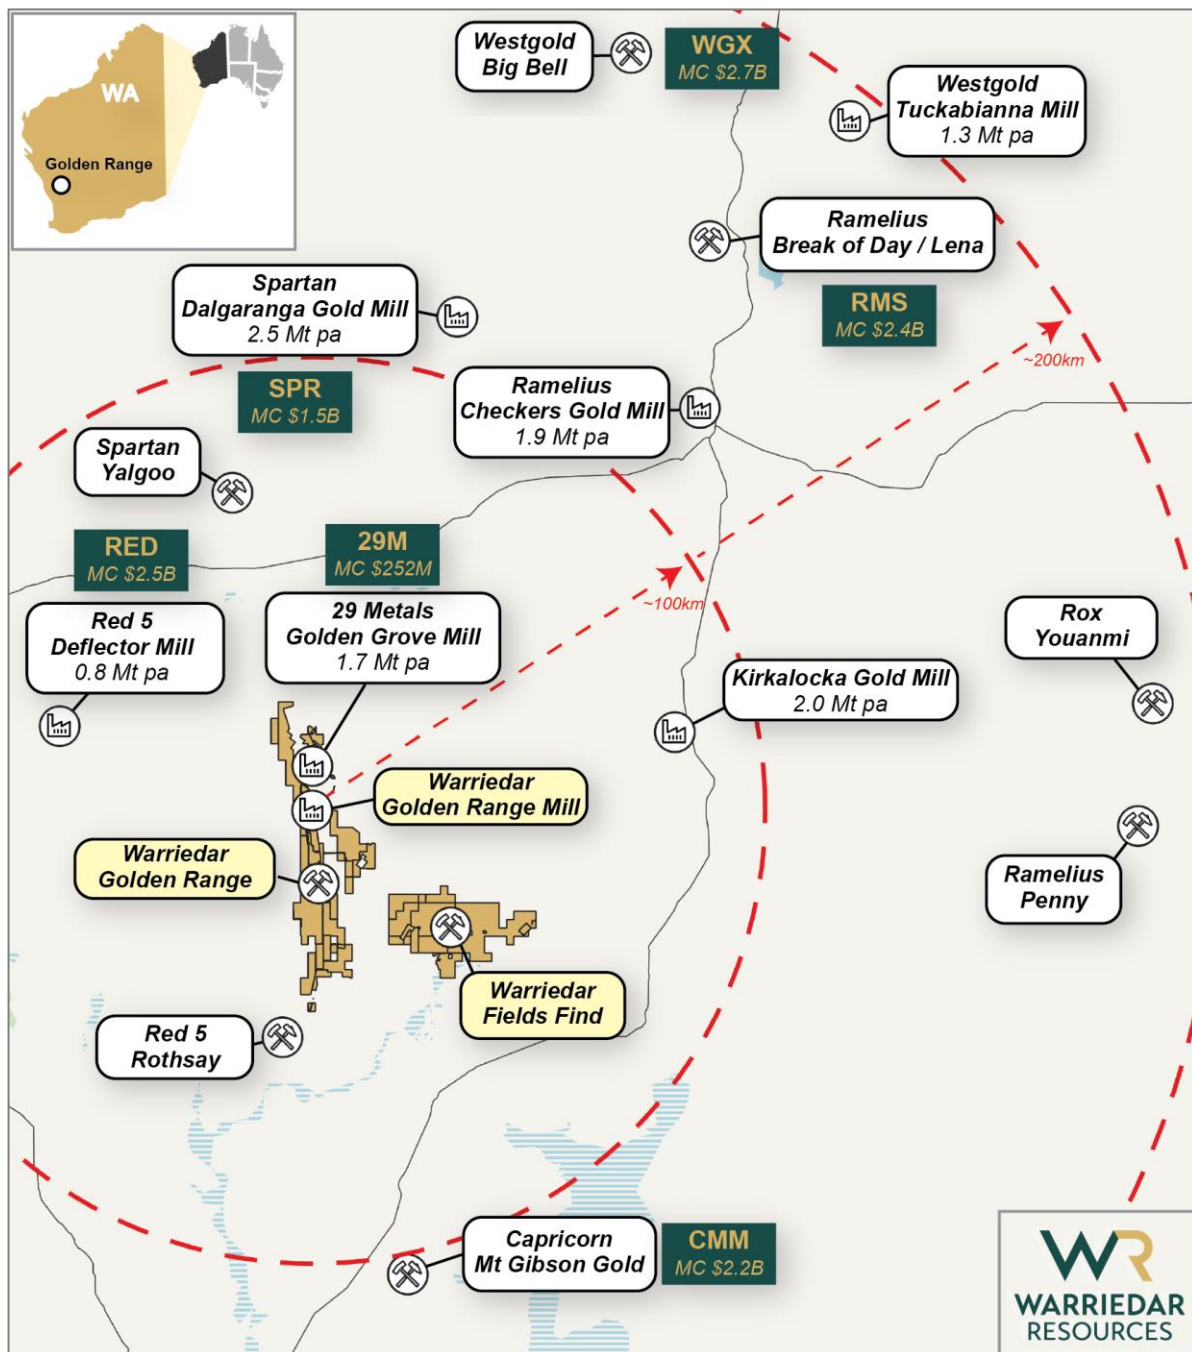 WA
Golden Range
Westgold
Big Bell
WGX
MC $2.7B
Westgold
Tuckabianna Mill
1.3 Mt pa
Ramelius
Break of Day / Lena
RMS
MC $2.4B
Spartan
Dalgaranga Gold Mill
2.5 Mt pa
SPR
MC $1.5B
Ramelius
Checkers Gold Mill
1.9 Mt pa
~200km
Spartan
Yalgoo
RED
MC $2.5B
29M
MC $252M
Red 5
Deflector Mill
0.8 Mt pa
29 Metals
Golden Grove Mill
1.7 Mt pa
~100km
Rox
Youanmi
Kirkalocka Gold Mill
2.0 Mt pa
Warriedar
Golden Range Mill
Warriedar
Golden Range
Ramelius
Penny
Warriedar
Fields Find
Red 5
Rothsay
Capricorn
Mt Gibson Gold
CMM
MC $2.2B
WR
WARRIEDAR
RESOURCES